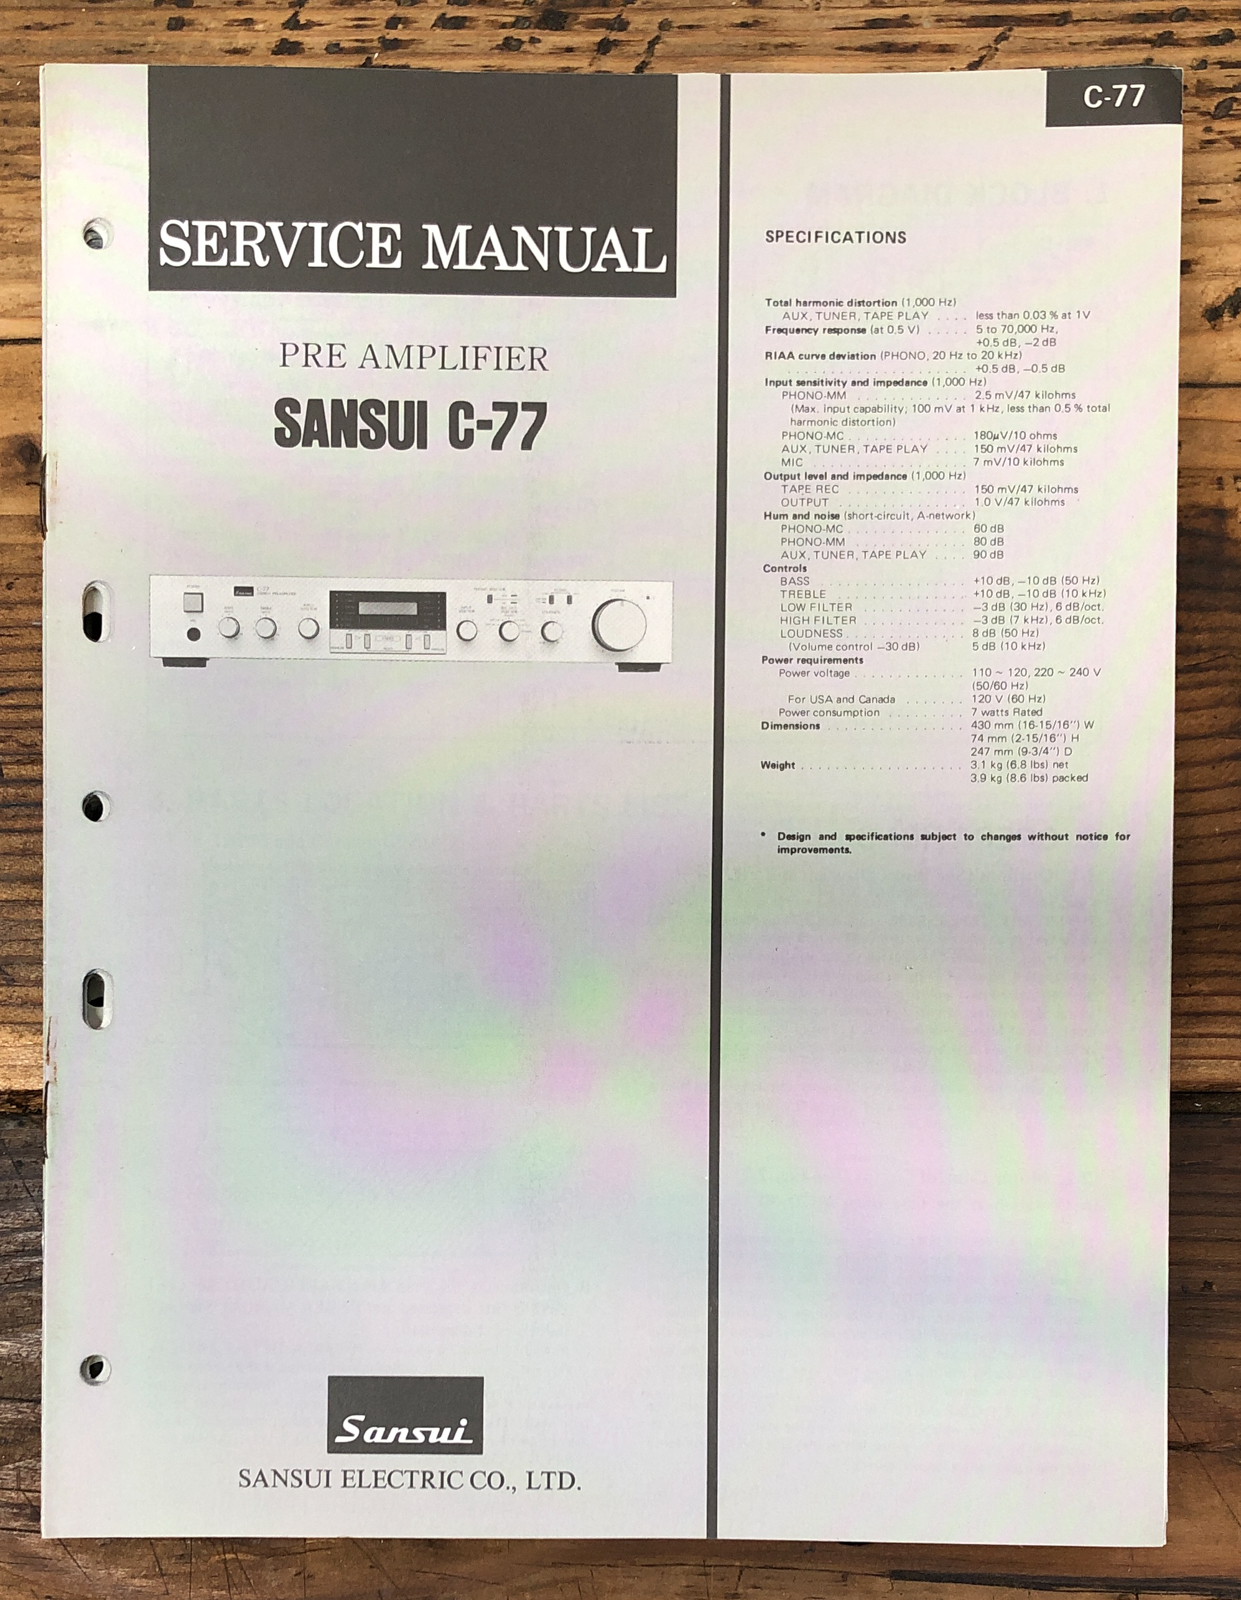 SERVICE MANUAL
PRE AMPLIFIER
SANSUI C-77
Sansui
SANSUI ELECTRIC CO., LTD.
C-77
SPECIFICATIONS
Total harmonic distortion (1,000 Hz)
AUX, TUNER, TAPE PLAY . . . . less than 0.03 % at 1V
Frequency response (at 0.5 V) . . . . . 5 to 70,000 Hz,
+0.5 dB, −2 dB
RIAA curve deviation (PHONO, 20 Hz to 20 kHz)
. . . . . . . . . . . . . . . . . . . . . +0.5 dB, −0.5 dB
Input sensitivity and impedance (1,000 Hz)
PHONO-MM . . . . . . . . . . . . . 2.5 mV/47 kilohms
(Max. input capability; 100 mV at 1 kHz, less than 0.5 % total
harmonic distortion)
PHONO-MC . . . . . . . . . . . . . 180μV/10 ohms
AUX, TUNER, TAPE PLAY . . . . 150 mV/47 kilohms
MIC . . . . . . . . . . . . . . . . . 7 mV/10 kilohms
Output level and impedance (1,000 Hz)
TAPE REC . . . . . . . . . . . . . 150 mV/47 kilohms
OUTPUT . . . . . . . . . . . . . . 1.0 V/47 kilohms
Hum and noise (short-circuit, A-network)
PHONO-MC . . . . . . . . . . . . . 60 dB
PHONO-MM . . . . . . . . . . . . . 80 dB
AUX, TUNER, TAPE PLAY . . . . 90 dB
Controls
BASS . . . . . . . . . . . . . . . . +10 dB, −10 dB (50 Hz)
TREBLE . . . . . . . . . . . . . . +10 dB, −10 dB (10 kHz)
LOW FILTER . . . . . . . . . . . . −3 dB (30 Hz), 6 dB/oct.
HIGH FILTER . . . . . . . . . . . −3 dB (7 kHz), 6 dB/oct.
LOUDNESS . . . . . . . . . . . . . 8 dB (50 Hz)
(Volume control −30 dB) 5 dB (10 kHz)
Power requirements
Power voltage . . . . . . . . . . . . 110 ~ 120, 220 ~ 240 V
(50/60 Hz)
For USA and Canada . . . . . . . 120 V (60 Hz)
Power consumption . . . . . . . . . 7 watts Rated
Dimensions . . . . . . . . . . . . . . . 430 mm (16-15/16") W
74 mm (2-15/16") H
247 mm (9-3/4") D
Weight . . . . . . . . . . . . . . . . . . 3.1 kg (6.8 lbs) net
3.9 kg (8.6 lbs) packed
* Design and specifications subject to changes without notice for
improvements.